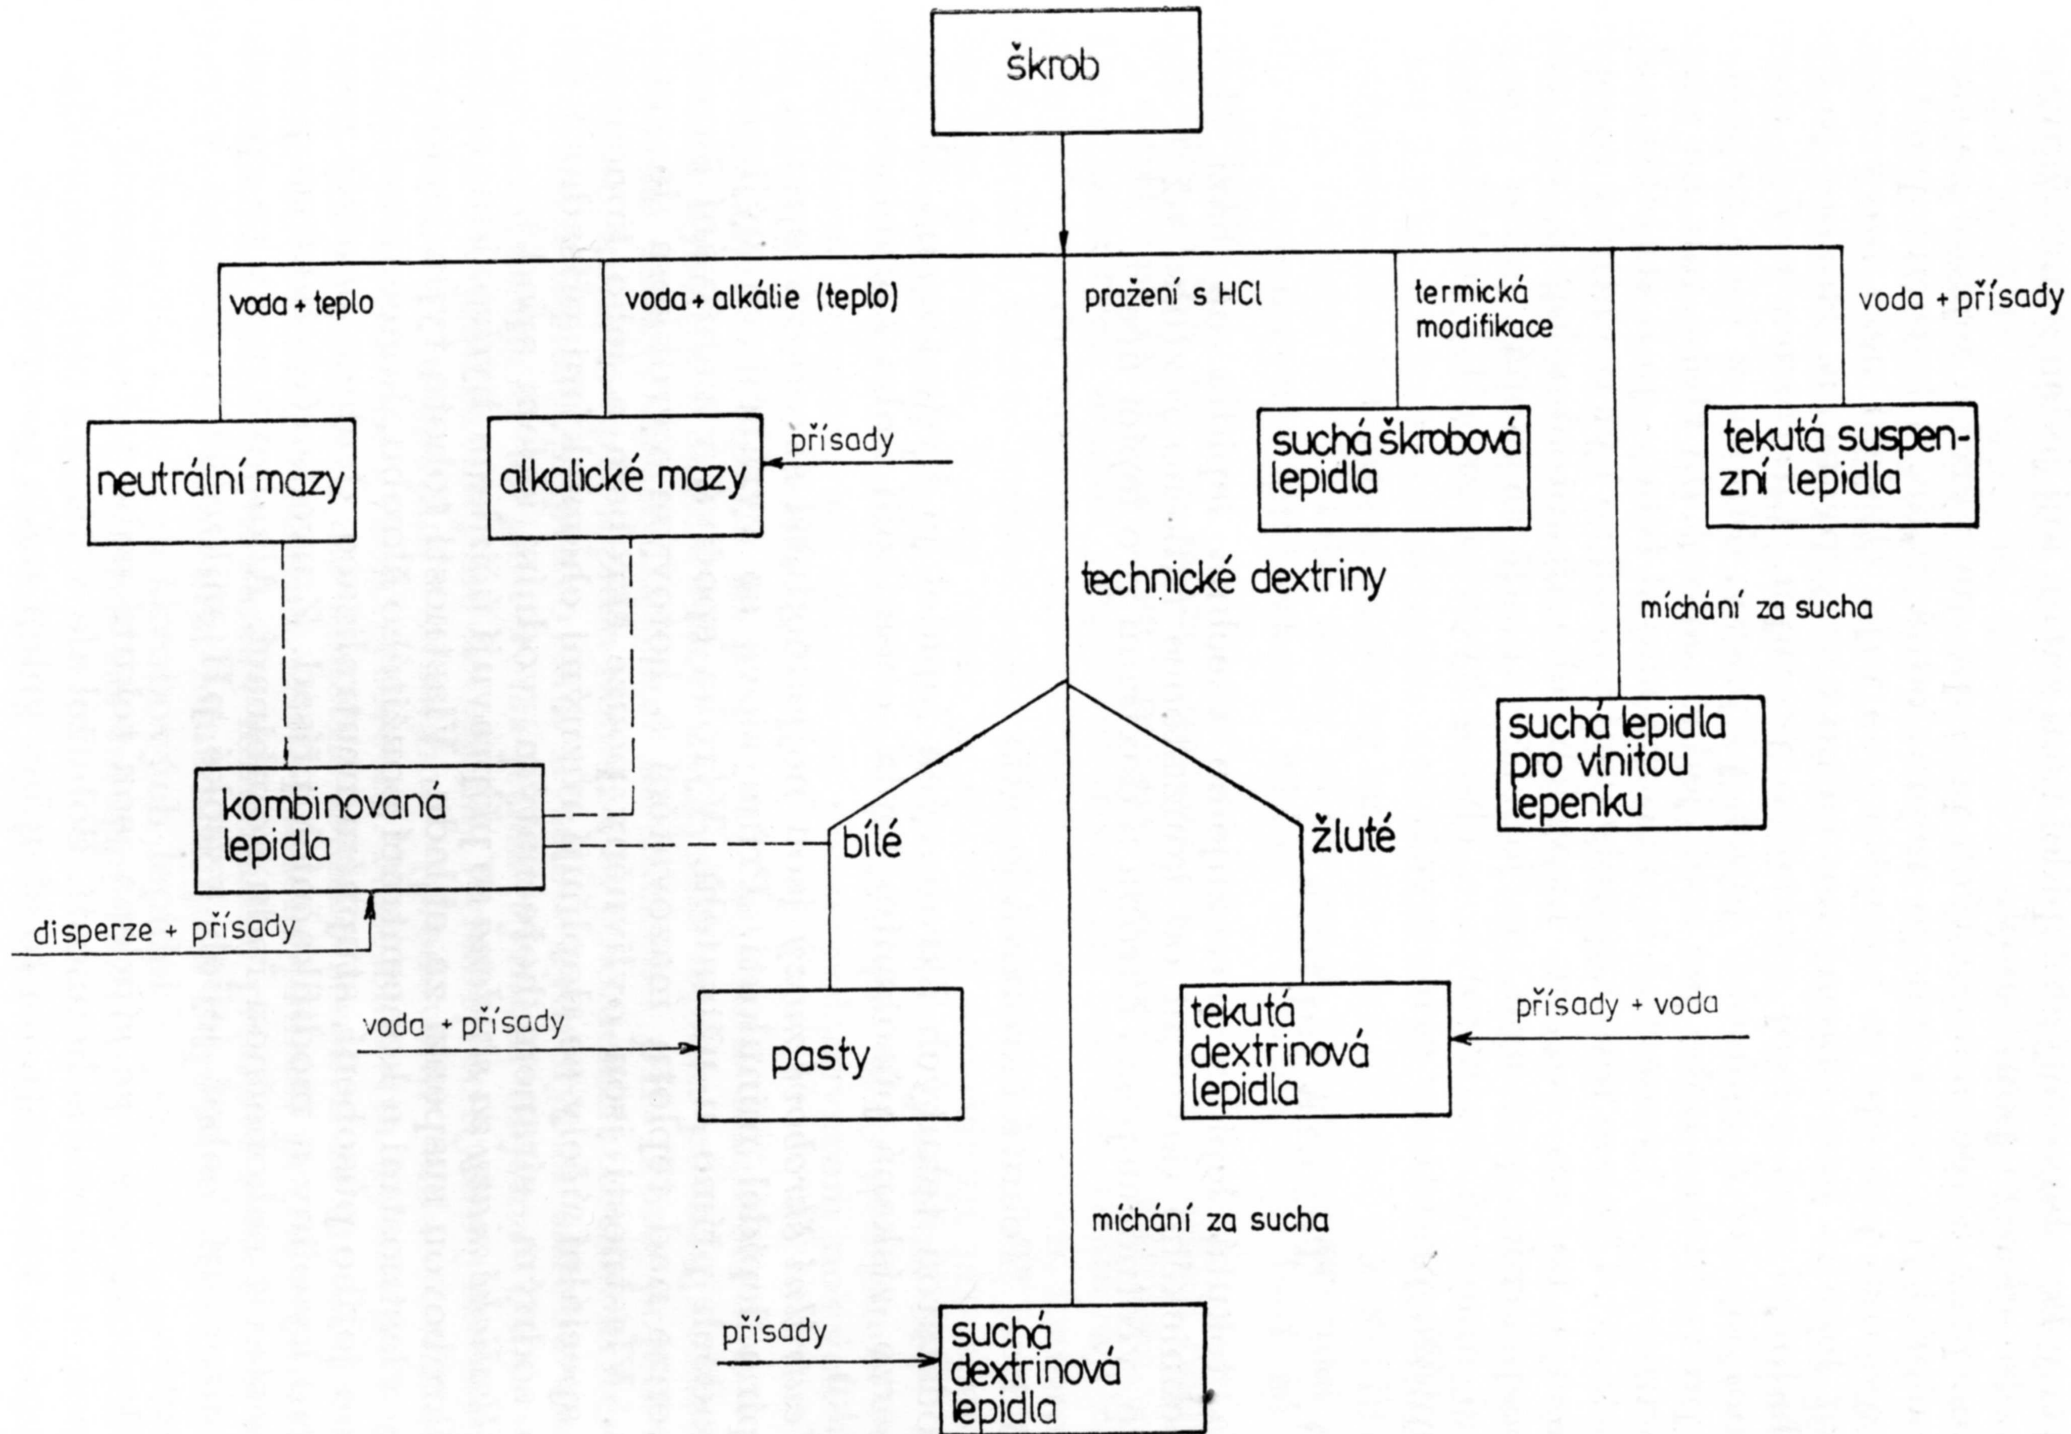 škrob
voda + teplo
voda + alkálie (teplo)
pražení s HCl
termická
modifikace
voda + přísady
neutrální mazy
alkalické mazy
přísady
suchá škrobová
lepidla
tekutá suspen-
zní lepidla
technické dextriny
míchání za sucha
suchá lepidla
pro vlnitou
lepenku
kombinovaná
lepidla
bílé
žluté
disperze + přísady
voda + přísady
pasty
tekutá
dextrinová
lepidla
přísady + voda
míchání za sucha
přísady
suchá
dextrinová
lepidla